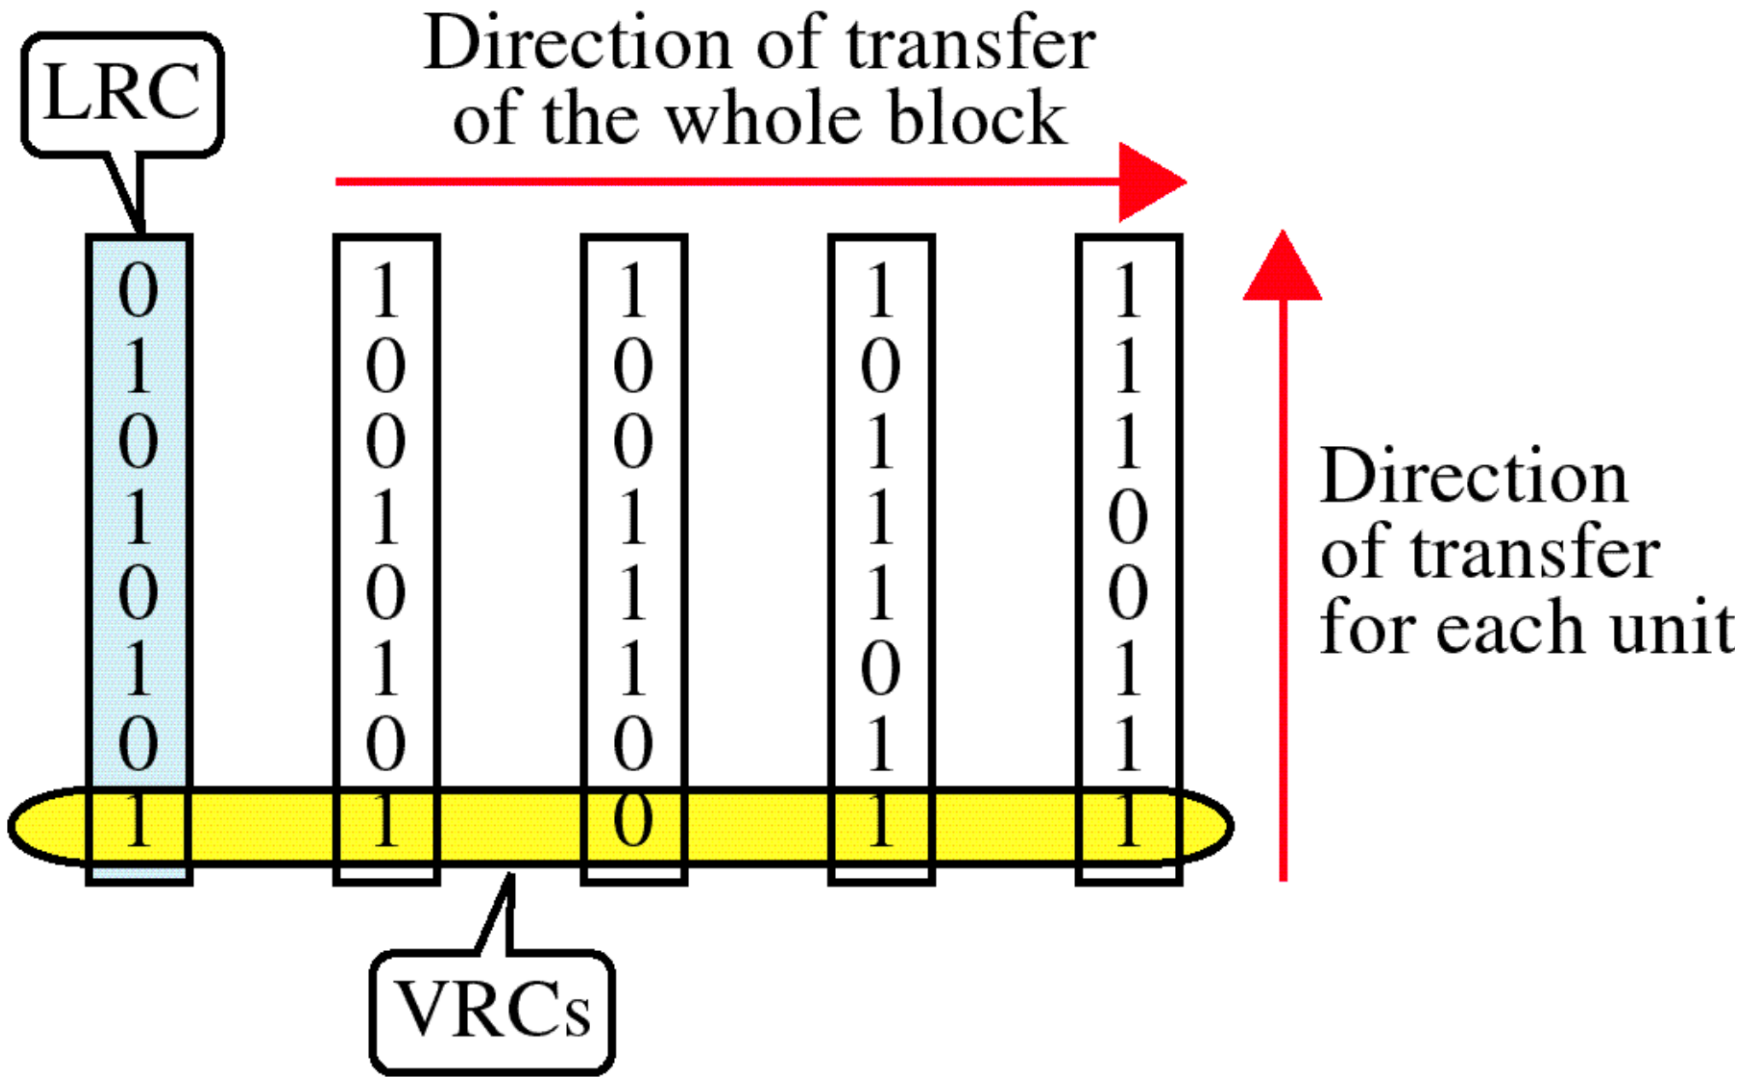 Direction of transfer
of the whole block
LRC
0 1 1 1 1
1 0 0 0 1
0 0 0 1 1
1 1 1 1 0
0 0 1 1 0
1 1 1 0 1
0 0 0 1 1
1 1 0 1 1
Direction
of transfer
for each unit
VRCs